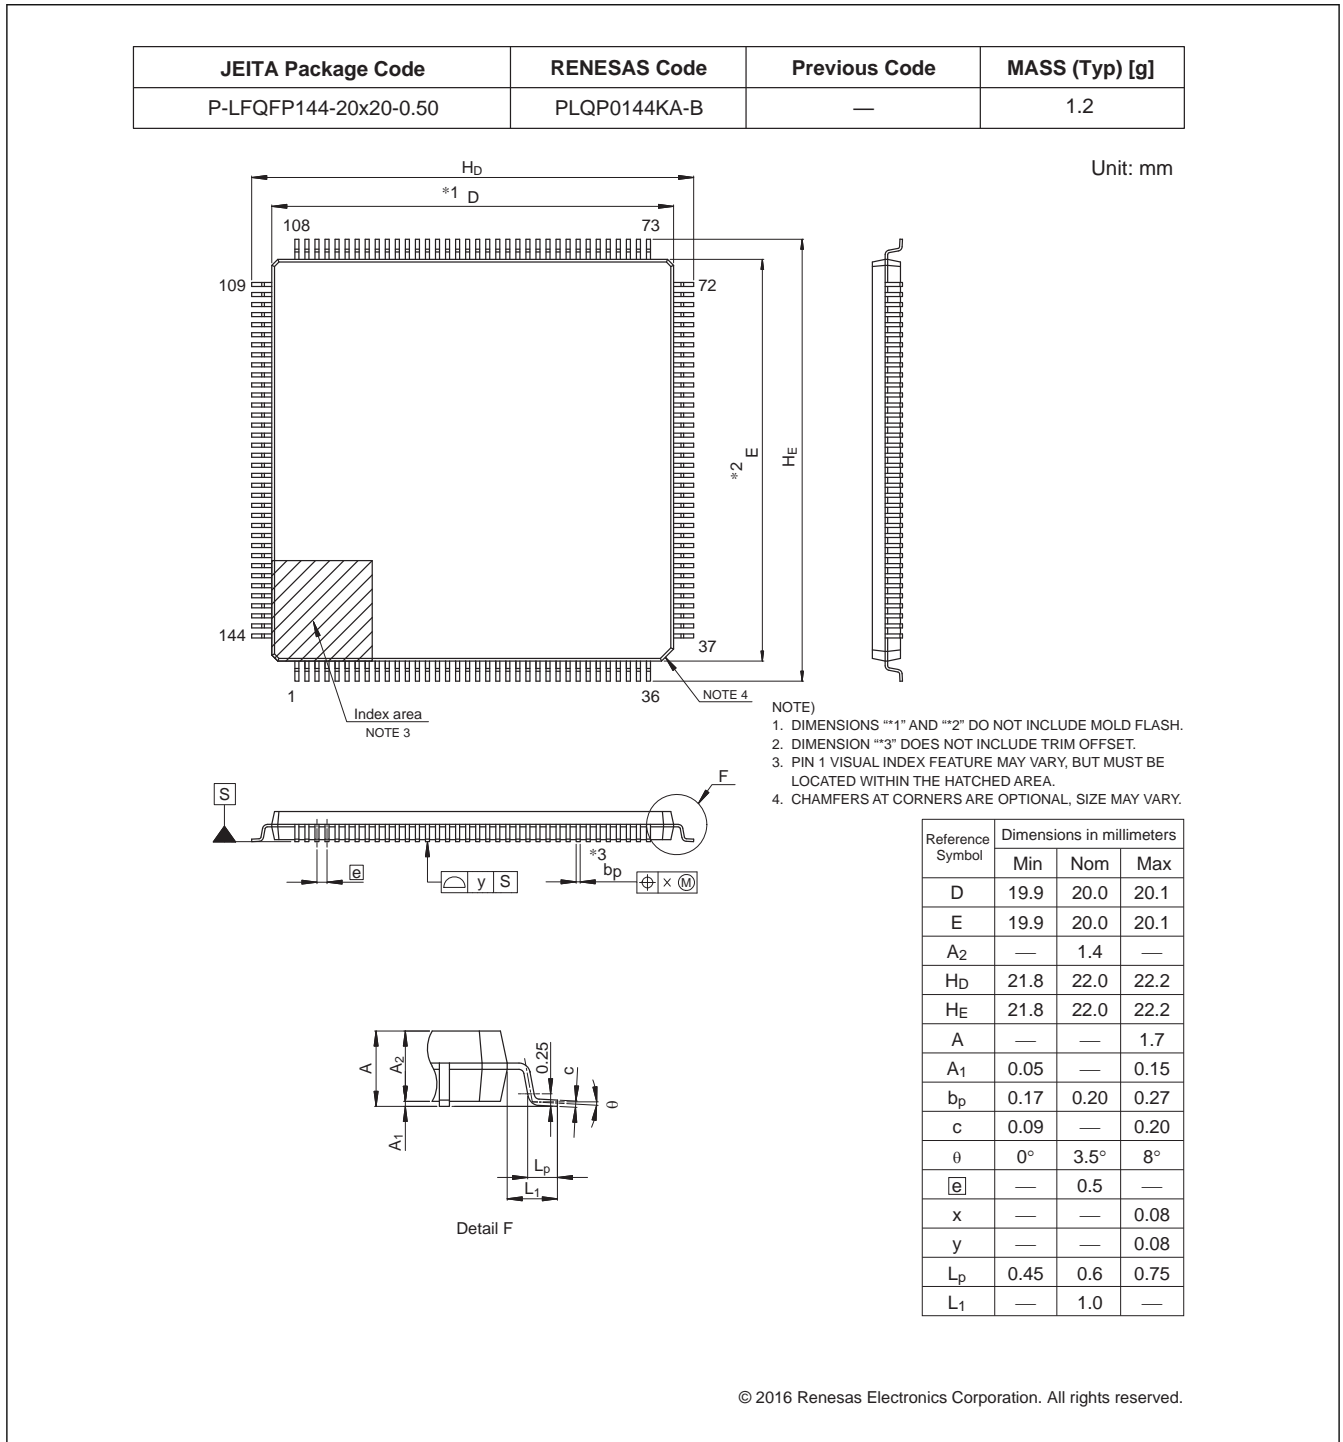 JEITA Package Code RENESAS Code Previous Code MASS (Typ) [g]
P-LFQFP144-20x20-0.50 PLQP0144KA-B — 1.2
Unit: mm
HD
*1 D
108 73
109 72
*2 E
HE
144 37
1 36
NOTE 4
Index area
NOTE 3
NOTE)
1. DIMENSIONS “*1” AND “*2” DO NOT INCLUDE MOLD FLASH.
2. DIMENSION “*3” DOES NOT INCLUDE TRIM OFFSET.
3. PIN 1 VISUAL INDEX FEATURE MAY VARY, BUT MUST BE
LOCATED WITHIN THE HATCHED AREA.
4. CHAMFERS AT CORNERS ARE OPTIONAL, SIZE MAY VARY.
S
F
e
y S
*3
bp
× M
Reference Symbol Dimensions in millimeters
Min Nom Max
D 19.9 20.0 20.1
E 19.9 20.0 20.1
A2 — 1.4 —
HD 21.8 22.0 22.2
HE 21.8 22.0 22.2
A — — 1.7
A1 0.05 — 0.15
bp 0.17 0.20 0.27
c 0.09 — 0.20
θ 0° 3.5° 8°
e — 0.5 —
x — — 0.08
y — — 0.08
Lp 0.45 0.6 0.75
L1 — 1.0 —
A
A2
A1
0.25
c
θ
Lp
L1
Detail F
© 2016 Renesas Electronics Corporation. All rights reserved.